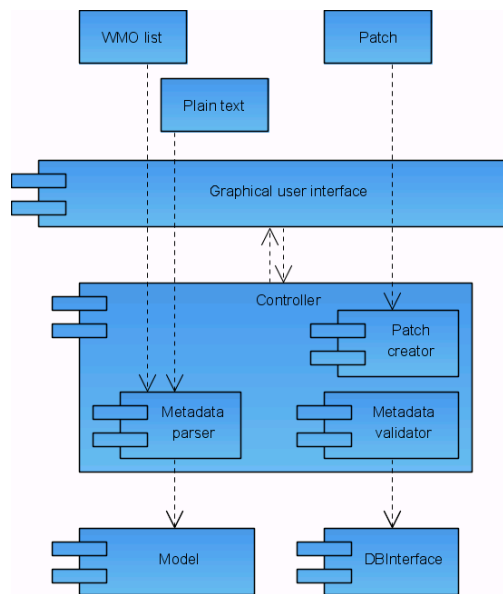 WMO list
Patch
Plain text
Graphical user interface
Controller
Patch
creator
Metadata
parser
Metadata
validator
Model
DBInterface